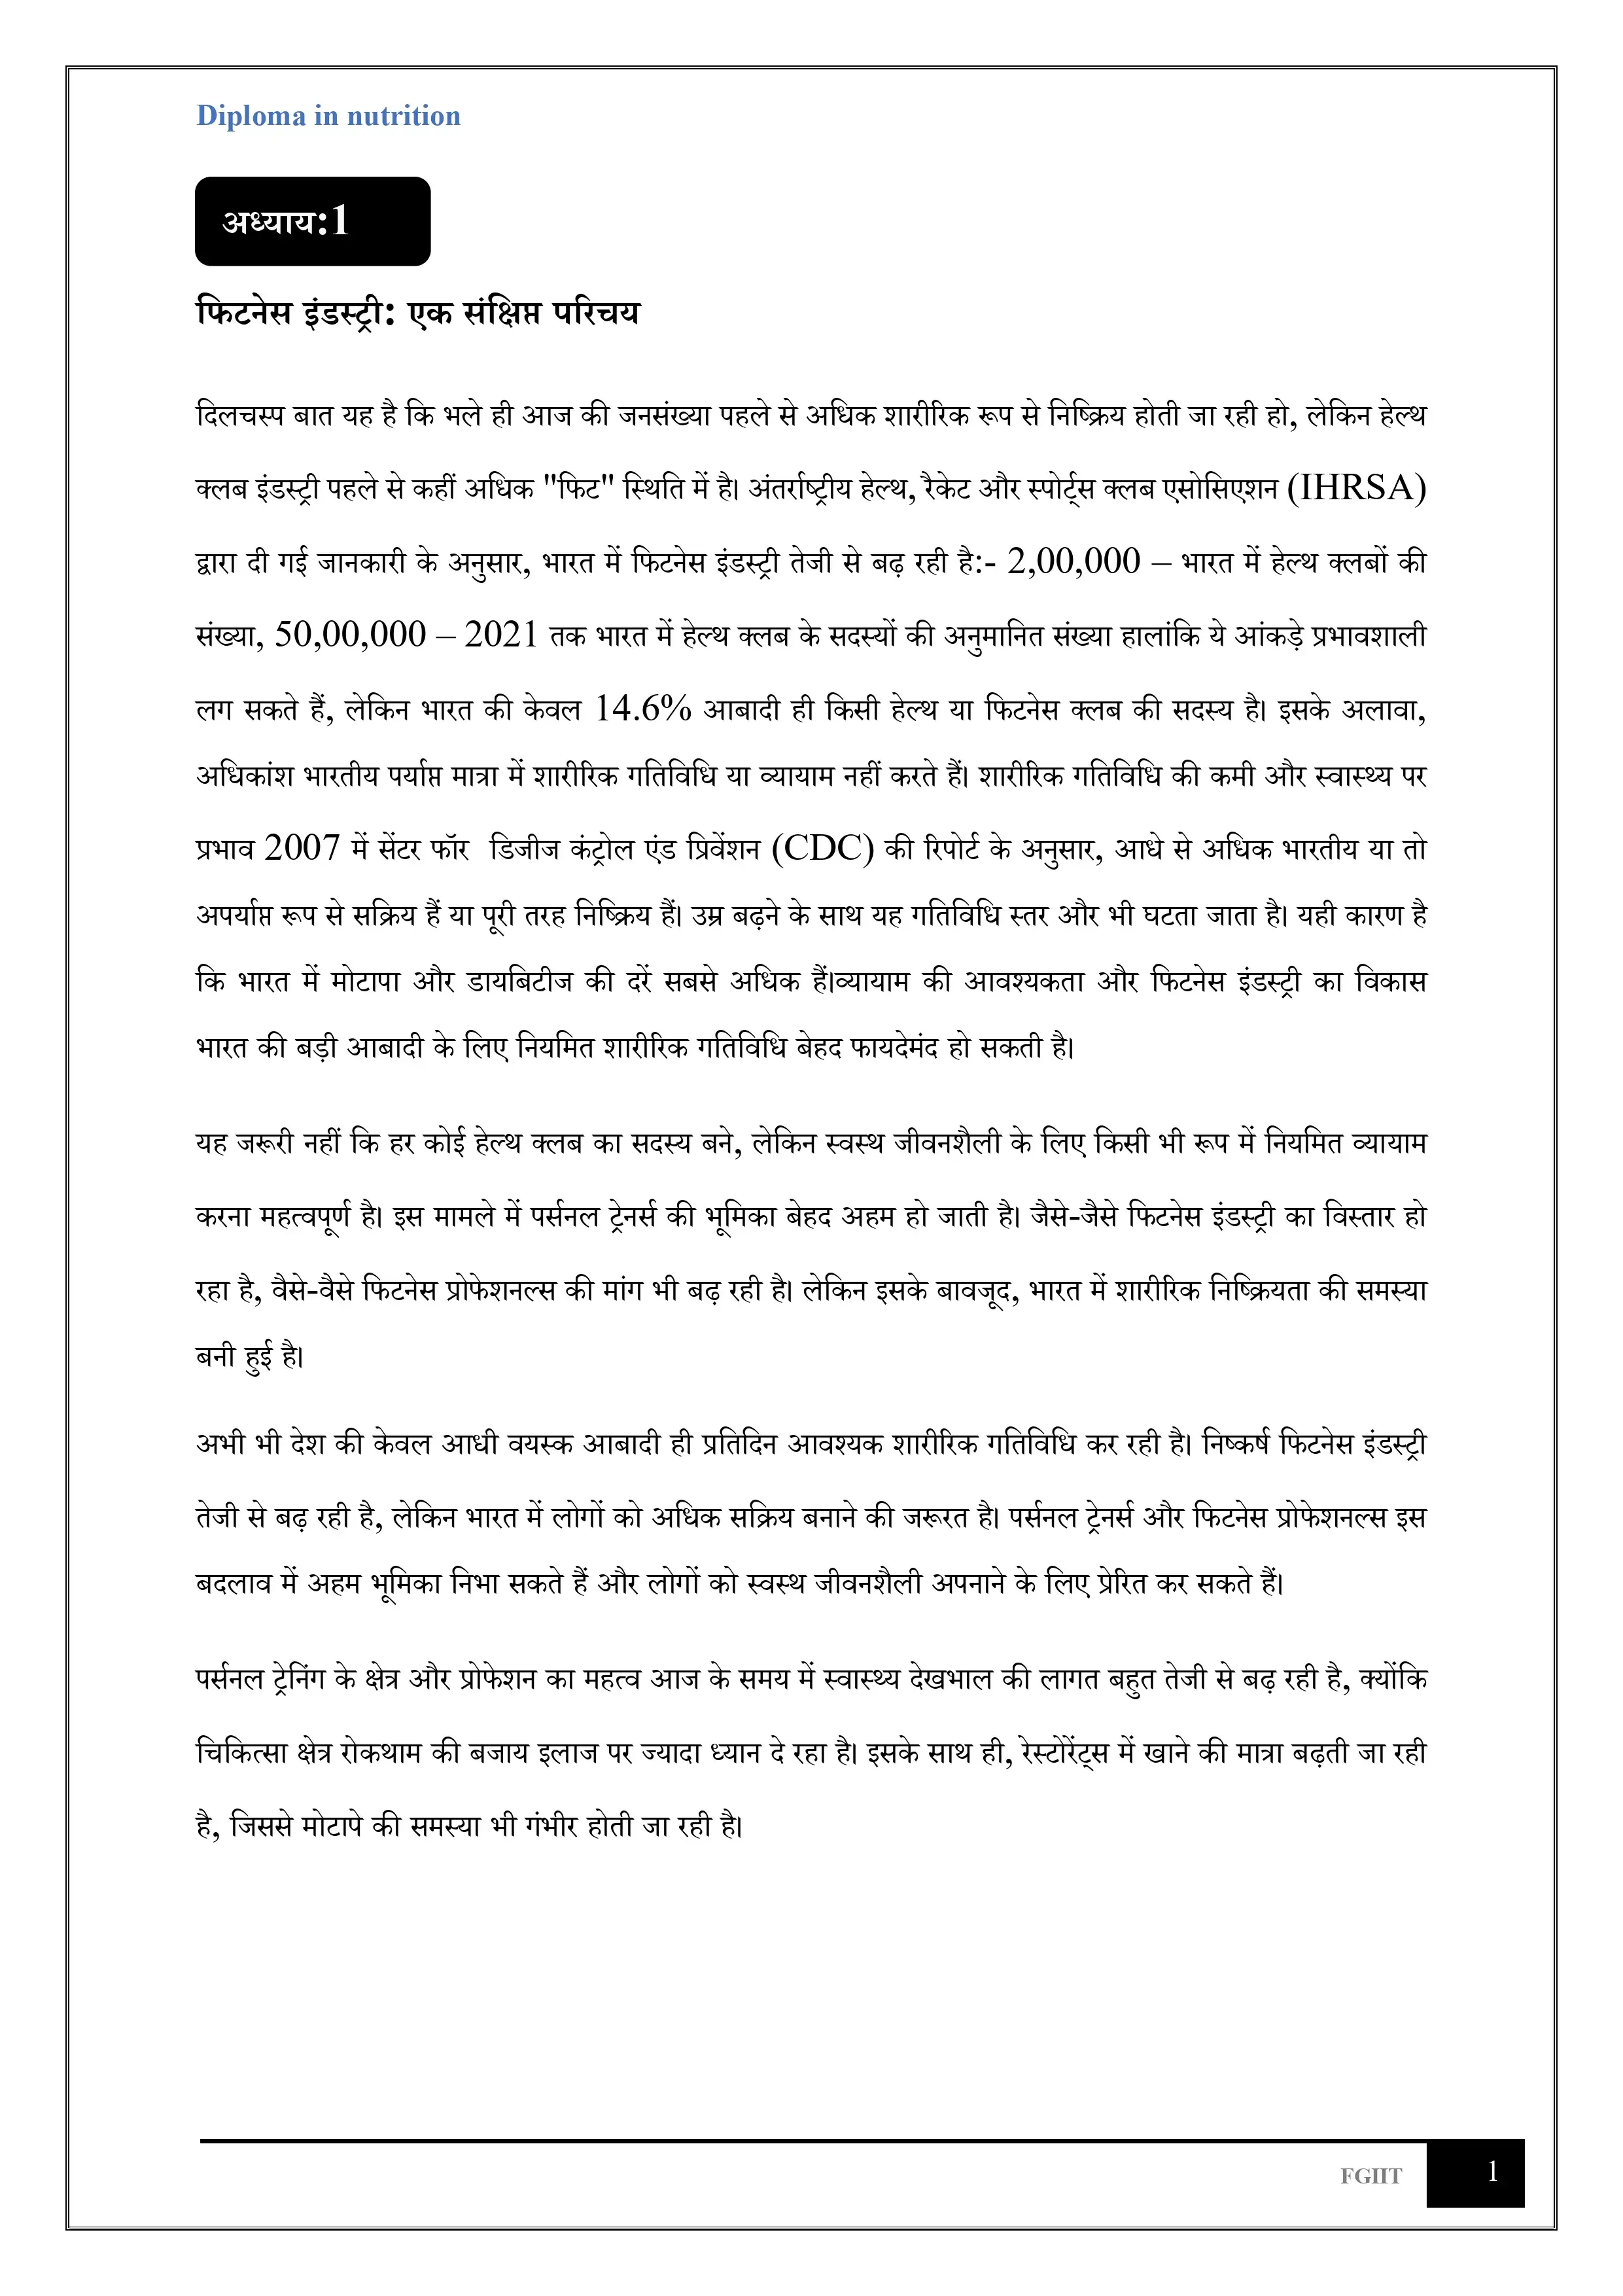 Diploma in nutrition
अध्याय:1
फिटनेस इंडस्ट्री: एक संक्षिप्त परिचय
दिलचस्प बात यह है कि भले ही आज की जनसंख्या पहले से अधिक शारीरिक रूप से निष्क्रिय होती जा रही हो, लेकिन हेल्थ
क्लब इंडस्ट्री पहले से कहीं अधिक "फिट" स्थिति में है। अंतर्राष्ट्रीय हेल्थ, रैकेट और स्पोर्ट्स क्लब एसोसिएशन (IHRSA)
द्वारा दी गई जानकारी के अनुसार, भारत में फिटनेस इंडस्ट्री तेजी से बढ़ रही है:- 2,00,000 – भारत में हेल्थ क्लबों की
संख्या, 50,00,000 – 2021 तक भारत में हेल्थ क्लब के सदस्यों की अनुमानित संख्या हालांकि ये आंकड़े प्रभावशाली
लग सकते हैं, लेकिन भारत की केवल 14.6% आबादी ही किसी हेल्थ या फिटनेस क्लब की सदस्य है। इसके अलावा,
अधिकांश भारतीय पर्याप्त मात्रा में शारीरिक गतिविधि या व्यायाम नहीं करते हैं। शारीरिक गतिविधि की कमी और स्वास्थ्य पर
प्रभाव 2007 में सेंटर फॉर  डिजीज कंट्रोल एंड प्रिवेंशन (CDC) की रिपोर्ट के अनुसार, आधे से अधिक भारतीय या तो
अपर्याप्त रूप से सक्रिय हैं या पूरी तरह निष्क्रिय हैं। उम्र बढ़ने के साथ यह गतिविधि स्तर और भी घटता जाता है। यही कारण है
कि भारत में मोटापा और डायबिटीज की दरें सबसे अधिक हैं।व्यायाम की आवश्यकता और फिटनेस इंडस्ट्री का विकास
भारत की बड़ी आबादी के लिए नियमित शारीरिक गतिविधि बेहद फायदेमंद हो सकती है।
यह जरूरी नहीं कि हर कोई हेल्थ क्लब का सदस्य बने, लेकिन स्वस्थ जीवनशैली के लिए किसी भी रूप में नियमित व्यायाम
करना महत्वपूर्ण है। इस मामले में पर्सनल ट्रेनर्स की भूमिका बेहद अहम हो जाती है। जैसे-जैसे फिटनेस इंडस्ट्री का विस्तार हो
रहा है, वैसे-वैसे फिटनेस प्रोफेशनल्स की मांग भी बढ़ रही है। लेकिन इसके बावजूद, भारत में शारीरिक निष्क्रियता की समस्या
बनी हुई है।
अभी भी देश की केवल आधी वयस्क आबादी ही प्रतिदिन आवश्यक शारीरिक गतिविधि कर रही है। निष्कर्ष फिटनेस इंडस्ट्री
तेजी से बढ़ रही है, लेकिन भारत में लोगों को अधिक सक्रिय बनाने की जरूरत है। पर्सनल ट्रेनर्स और फिटनेस प्रोफेशनल्स इस
बदलाव में अहम भूमिका निभा सकते हैं और लोगों को स्वस्थ जीवनशैली अपनाने के लिए प्रेरित कर सकते हैं।
पर्सनल ट्रेनिंग के क्षेत्र और प्रोफेशन का महत्व आज के समय में स्वास्थ्य देखभाल की लागत बहुत तेजी से बढ़ रही है, क्योंकि
चिकित्सा क्षेत्र रोकथाम की बजाय इलाज पर ज्यादा ध्यान दे रहा है। इसके साथ ही, रेस्टोरेंट्स में खाने की मात्रा बढ़ती जा रही
है, जिससे मोटापे की समस्या भी गंभीर होती जा रही है।
FGIIT 1